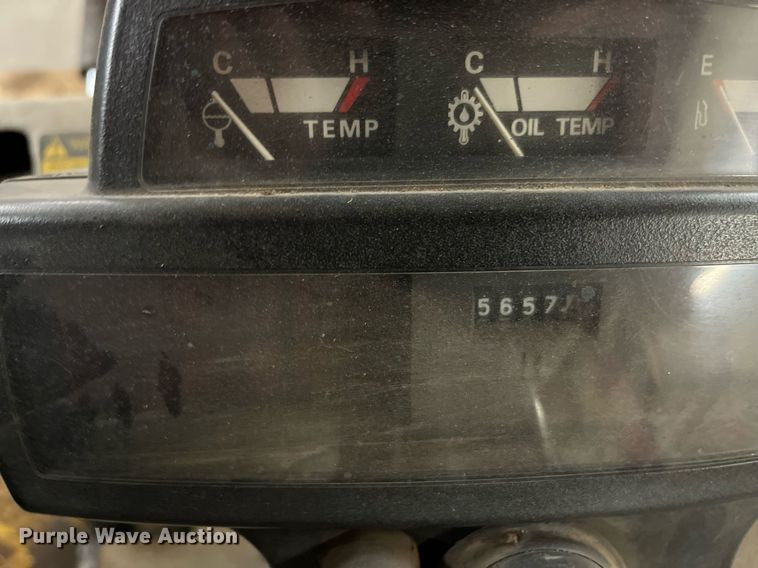 C H C H E
TEMP OIL TEMP
5657
Purple Wave Auction